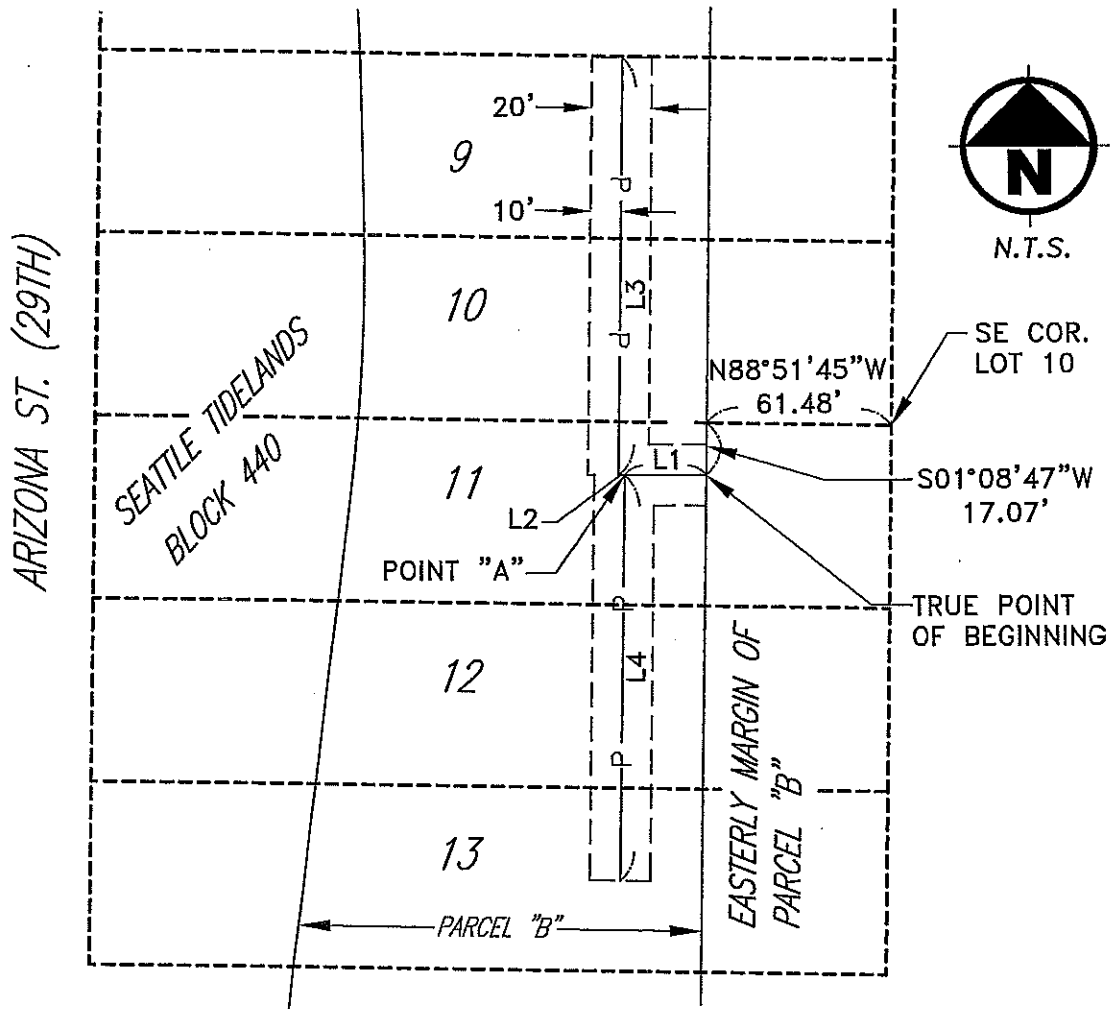 20'
9
P
10'
N
N.T.S.
ARIZONA ST. (29TH)
10
L3
P
SE COR.
LOT 10
N88°51'45"W
61.48'
SEATTLE TIDELANDS
BLOCK 440
11
L1
S01°08'47"W
17.07'
L2
POINT "A"
P
TRUE POINT
OF BEGINNING
12
L4
P
EASTERLY MARGIN OF
PARCEL "B"
13
PARCEL "B"